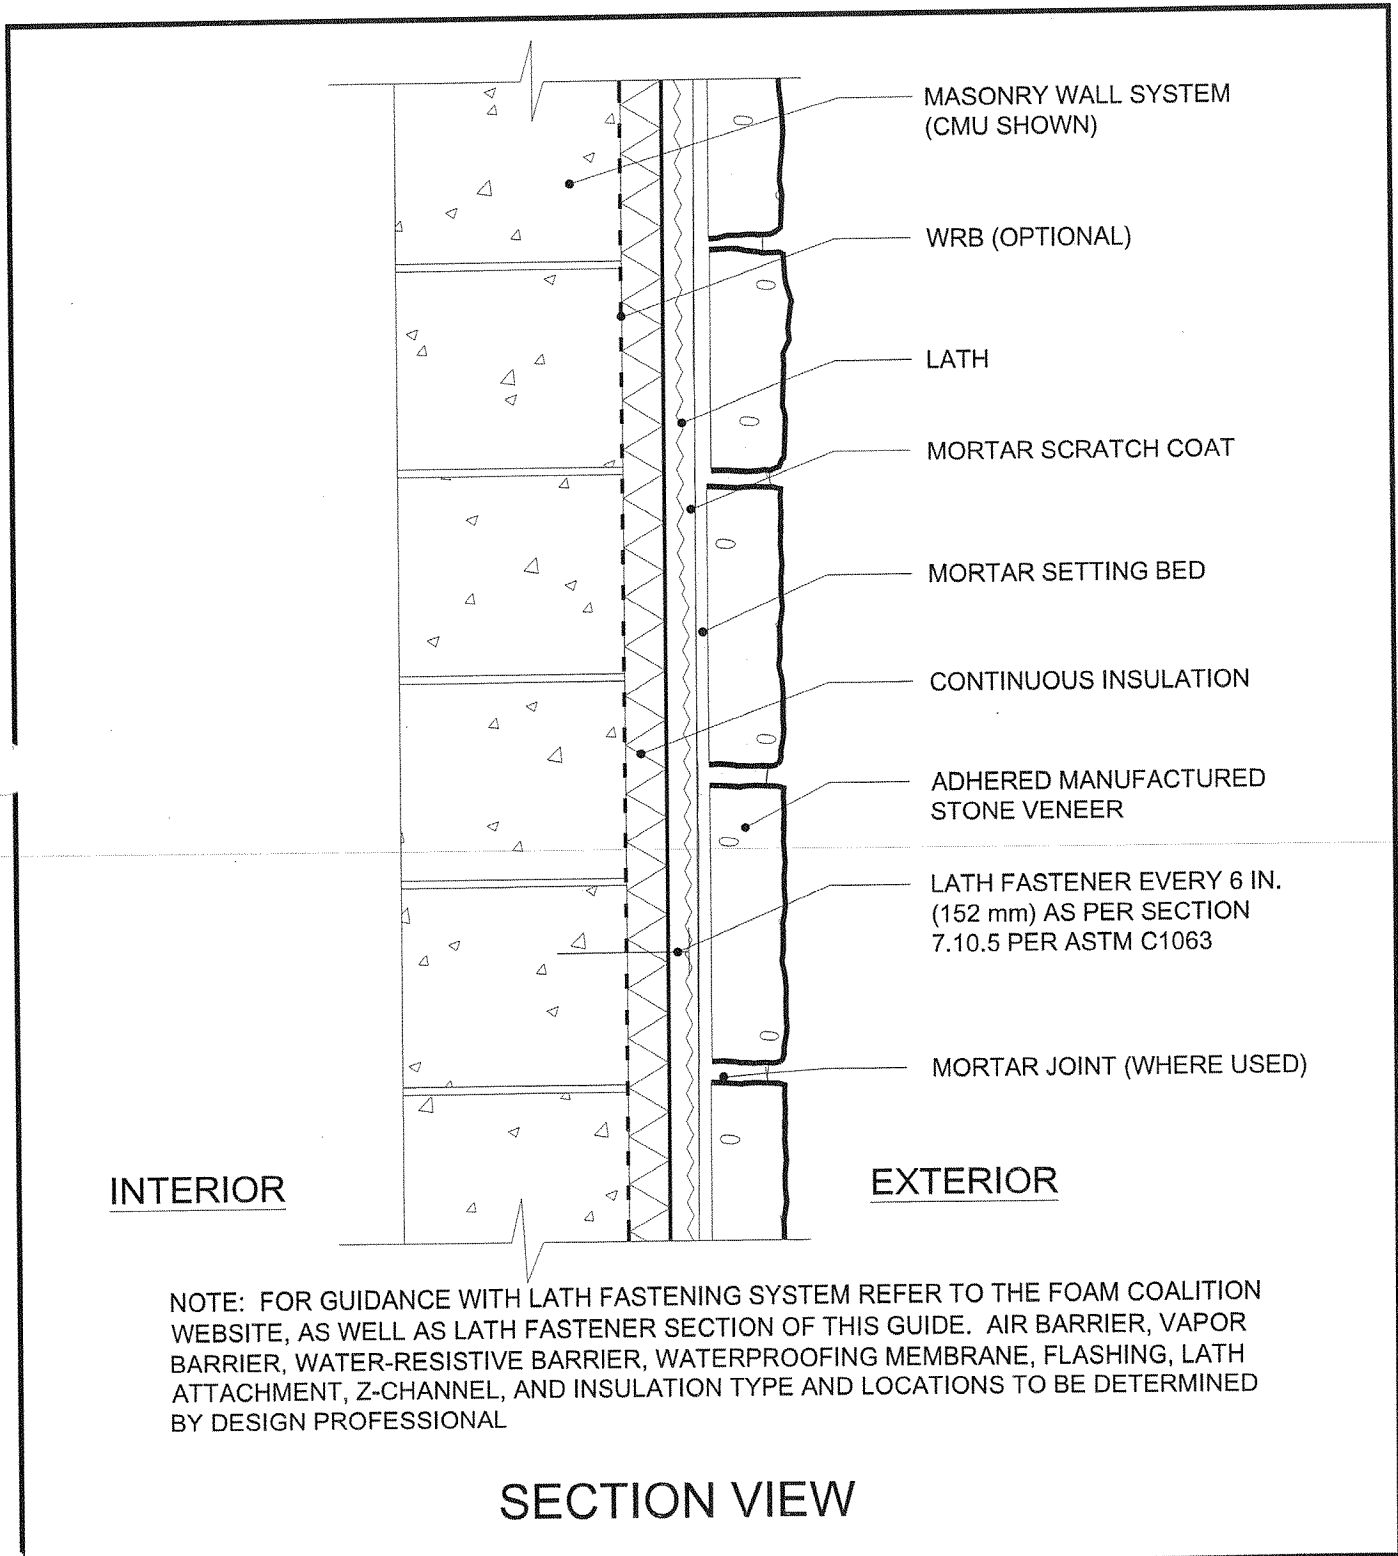 MASONRY WALL SYSTEM
(CMU SHOWN)
WRB (OPTIONAL)
LATH
MORTAR SCRATCH COAT
MORTAR SETTING BED
CONTINUOUS INSULATION
ADHERED MANUFACTURED
STONE VENEER
LATH FASTENER EVERY 6 IN.
(152 mm) AS PER SECTION
7.10.5 PER ASTM C1063
MORTAR JOINT (WHERE USED)
INTERIOR
EXTERIOR
NOTE: FOR GUIDANCE WITH LATH FASTENING SYSTEM REFER TO THE FOAM COALITION
WEBSITE, AS WELL AS LATH FASTENER SECTION OF THIS GUIDE. AIR BARRIER, VAPOR
BARRIER, WATER-RESISTIVE BARRIER, WATERPROOFING MEMBRANE, FLASHING, LATH
ATTACHMENT, Z-CHANNEL, AND INSULATION TYPE AND LOCATIONS TO BE DETERMINED
BY DESIGN PROFESSIONAL
SECTION VIEW